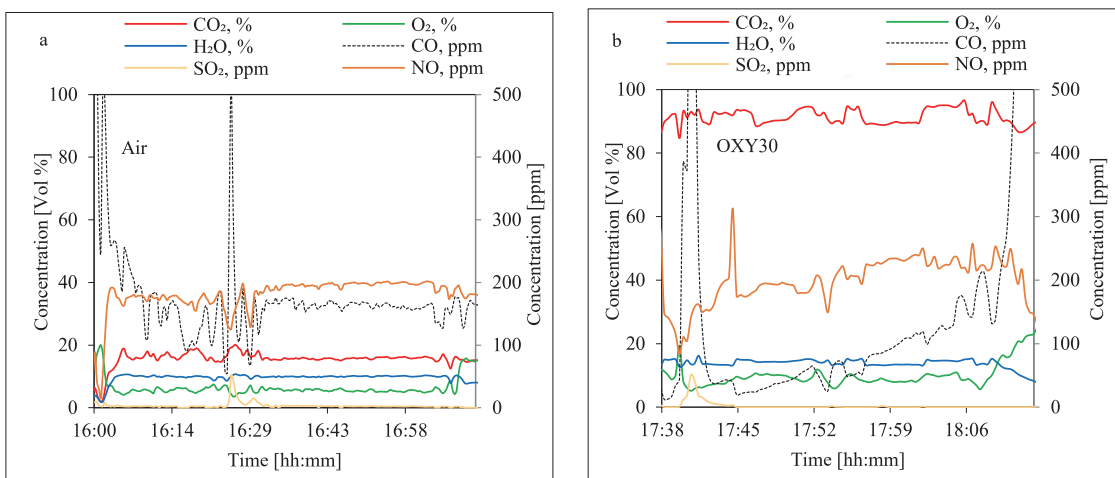 a
CO₂, %
O₂, %
H₂O, %
CO, ppm
SO₂, ppm
NO, ppm
Concentration [Vol %]
100
80
60
40
20
0
Air
500
400
300
200
100
0
Concentration [ppm]
16:00
16:14
16:29
16:43
16:58
Time [hh:mm]
b
CO₂, %
O₂, %
H₂O, %
CO, ppm
SO₂, ppm
NO, ppm
Concentration [Vol %]
100
80
60
40
20
0
OXY30
500
400
300
200
100
0
Concentration [ppm]
17:38
17:45
17:52
17:59
18:06
Time [hh:mm]